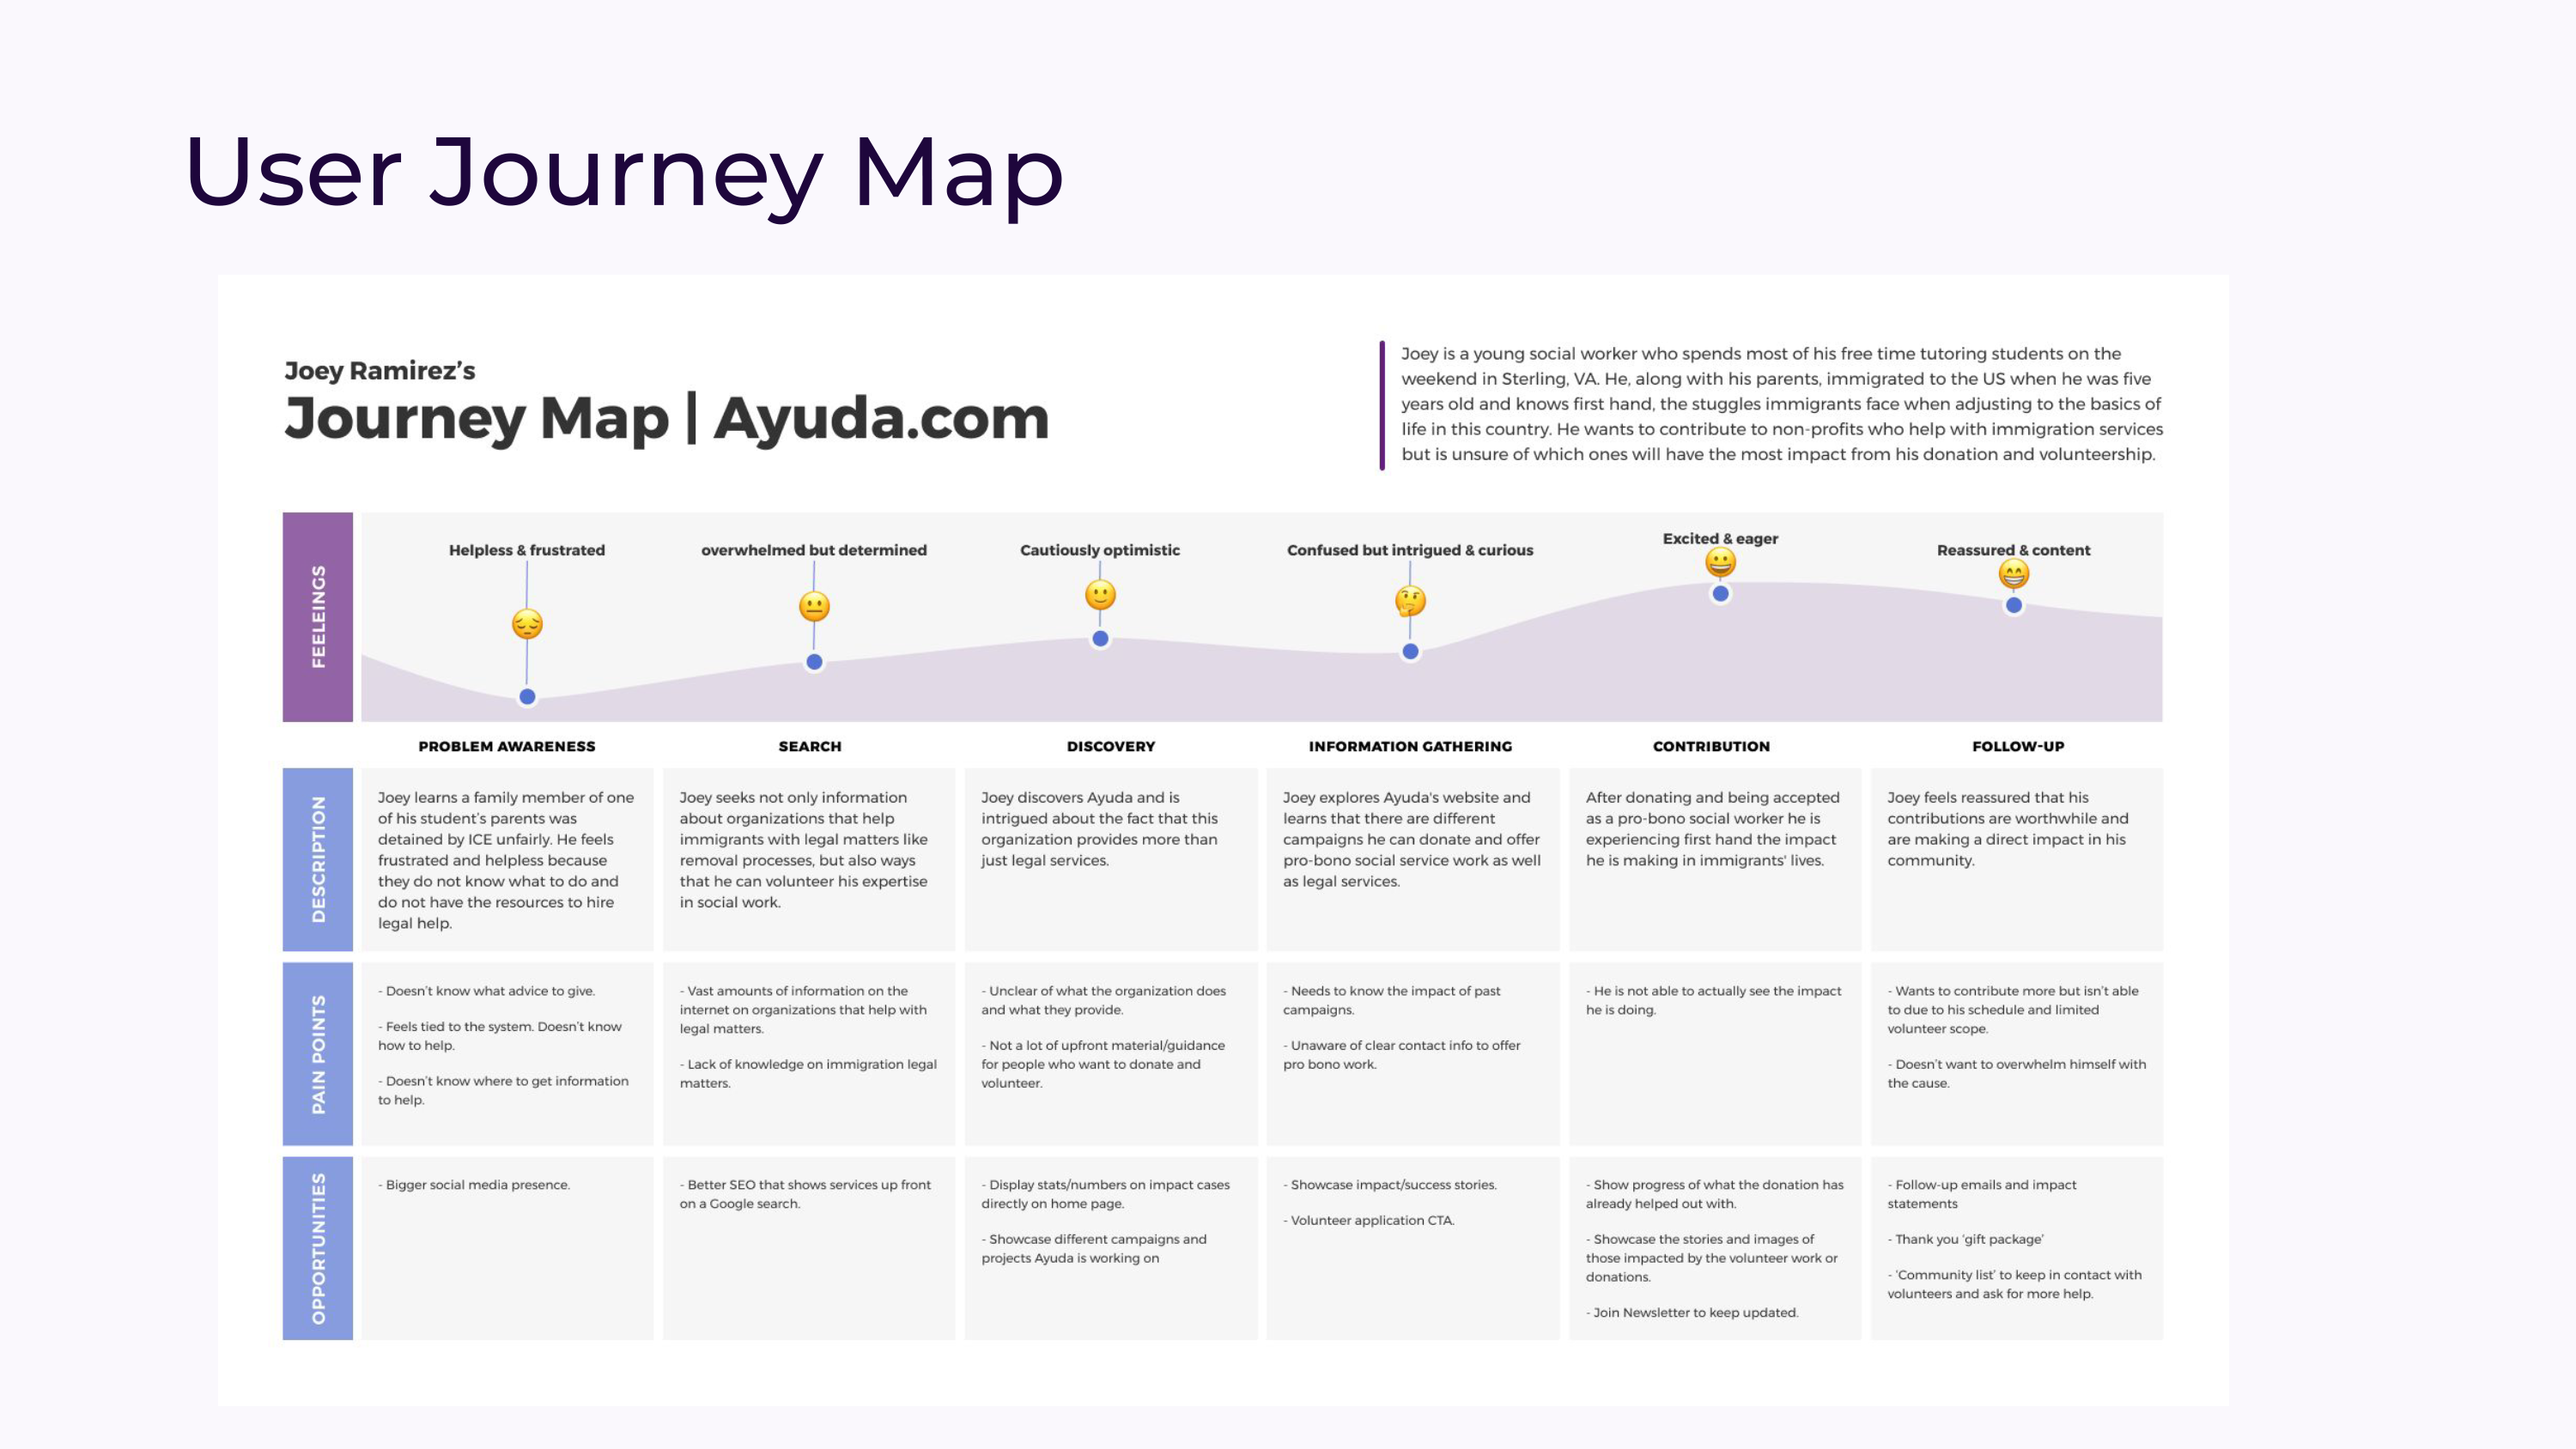 User Journey Map
Joey Ramirez's
Journey Map | Ayuda.com
Joey is a young social worker who spends most of his free time tutoring students on the
weekend in Sterling, VA. He, along with his parents, immigrated to the US when he was five
years old and knows first hand, the stuggles immigrants face when adjusting to the basics of
life in this country. He wants to contribute to non-profits who help with immigration services
but is unsure of which ones will have the most impact from his donation and volunteership.
FEELEINGS
Helpless & frustrated
overwhelmed but determined
Cautiously optimistic
Confused but intrigued & curious
Excited & eager
Reassured & content
PROBLEM AWARENESS
SEARCH
DISCOVERY
INFORMATION GATHERING
CONTRIBUTION
FOLLOW-UP
DESCRIPTION
Joey learns a family member of one
of his student's parents was
detained by ICE unfairly. He feels
frustrated and helpless because
they do not know what to do and
do not have the resources to hire
legal help.
Joey seeks not only information
about organizations that help
immigrants with legal matters like
removal processes, but also ways
that he can volunteer his expertise
in social work.
Joey discovers Ayuda and is
intrigued about the fact that this
organization provides more than
just legal services.
Joey explores Ayuda's website and
learns that there are different
campaigns he can donate and offer
pro-bono social service work as well
as legal services.
After donating and being accepted
as a pro-bono social worker he is
experiencing first hand the impact
he is making in immigrants' lives.
Joey feels reassured that his
contributions are worthwhile and
are making a direct impact in his
community.
PAIN POINTS
- Doesn't know what advice to give.
- Feels tied to the system. Doesn't know
how to help.
- Doesn't know where to get information
to help.
- Vast amounts of information on the
internet on organizations that help with
legal matters.
- Lack of knowledge on immigration legal
matters.
- Unclear of what the organization does
and what they provide.
- Not a lot of upfront material/guidance
for people who want to donate and
volunteer.
- Needs to know the impact of past
campaigns.
- Unaware of clear contact info to offer
pro bono work.
- He is not able to actually see the impact
he is doing.
- Wants to contribute more but isn't able
to due to his schedule and limited
volunteer scope.
- Doesn't want to overwhelm himself with
the cause.
OPPORTUNITIES
- Bigger social media presence.
- Better SEO that shows services up front
on a Google search.
- Display stats/numbers on impact cases
directly on home page.
- Showcase different campaigns and
projects Ayuda is working on
- Showcase impact/success stories.
- Volunteer application CTA.
- Show progress of what the donation has
already helped out with.
- Showcase the stories and images of
those impacted by the volunteer work or
donations.
- Join Newsletter to keep updated.
- Follow-up emails and impact
statements
- Thank you 'gift package'
- 'Community list' to keep in contact with
volunteers and ask for more help.